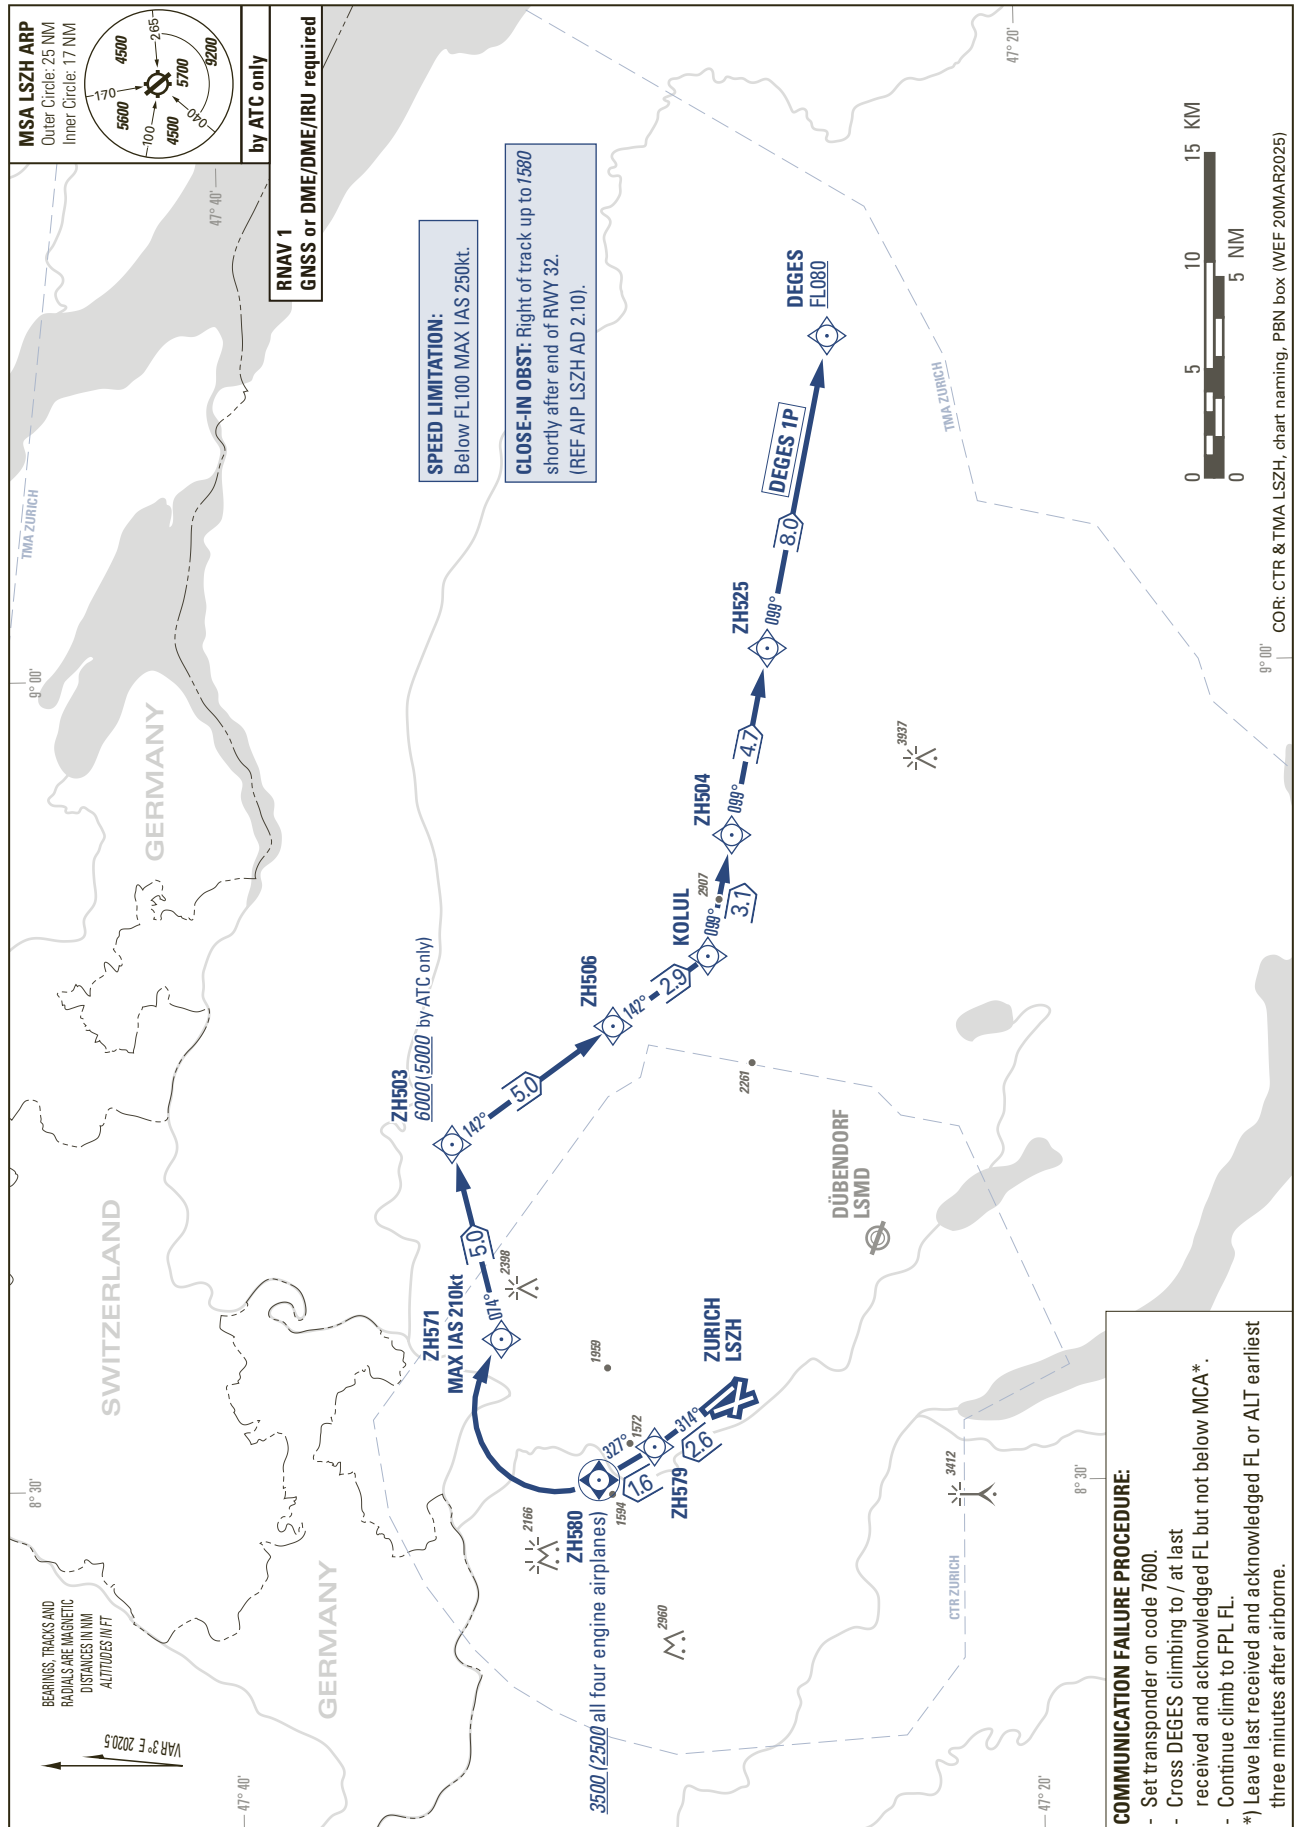 MSA LSZH ARP
Outer Circle: 25 NM
Inner Circle: 17 NM
170
265
100
040
4500
5600
5700
9200
4500
by ATC only
RNAV 1
GNSS or DME/DME/IRU required
BEARINGS, TRACKS AND
RADIALS ARE MAGNETIC
DISTANCES IN NM
ALTITUDES IN FT
VAR 3° E 2020.5
8° 30'
9° 00'
47° 40'
47° 40'
TMA ZURICH
SWITZERLAND
GERMANY
GERMANY
SPEED LIMITATION:
Below FL100 MAX IAS 250kt.
CLOSE-IN OBST: Right of track up to 1580
shortly after end of RWY 32.
(REF AIP LSZH AD 2.10).
ZH503
6000 (5000 by ATC only)
ZH571
MAX IAS 210kt
074°
5.0
2398
142°
5.0
ZH506
142°
2.9
KOLUL
099°
2907
3.1
ZH504
099°
4.7
ZH525
099°
8.0
DEGES 1P
DEGES
FL080
2166
ZH580
3500 (2500 all four engine airplanes)
1594
327°
1572
1.6
ZH579
314°
2.6
1959
ZURICH
LSZH
2960
2261
DÜBENDORF
LSMD
3937
3412
CTR ZURICH
TMA ZURICH
47° 20'
47° 20'
8° 30'
9° 00'
0 5 10 15 KM
0 5 NM
COMMUNICATION FAILURE PROCEDURE:
- Set transponder on code 7600.
- Cross DEGES climbing to / at last
received and acknowledged FL but not below MCA*.
- Continue climb to FPL FL.
*) Leave last received and acknowledged FL or ALT earliest
three minutes after airborne.
COR: CTR & TMA LSZH, chart naming, PBN box (WEF 20MAR2025)